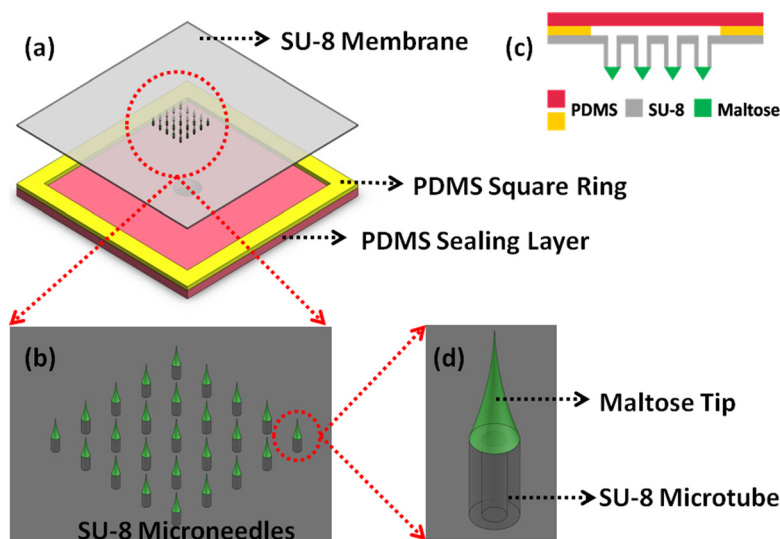 (a)
SU-8 Membrane
(c)
PDMS SU-8 Maltose
PDMS Square Ring
PDMS Sealing Layer
(b)
SU-8 Microneedles
(d)
Maltose Tip
SU-8 Microtube